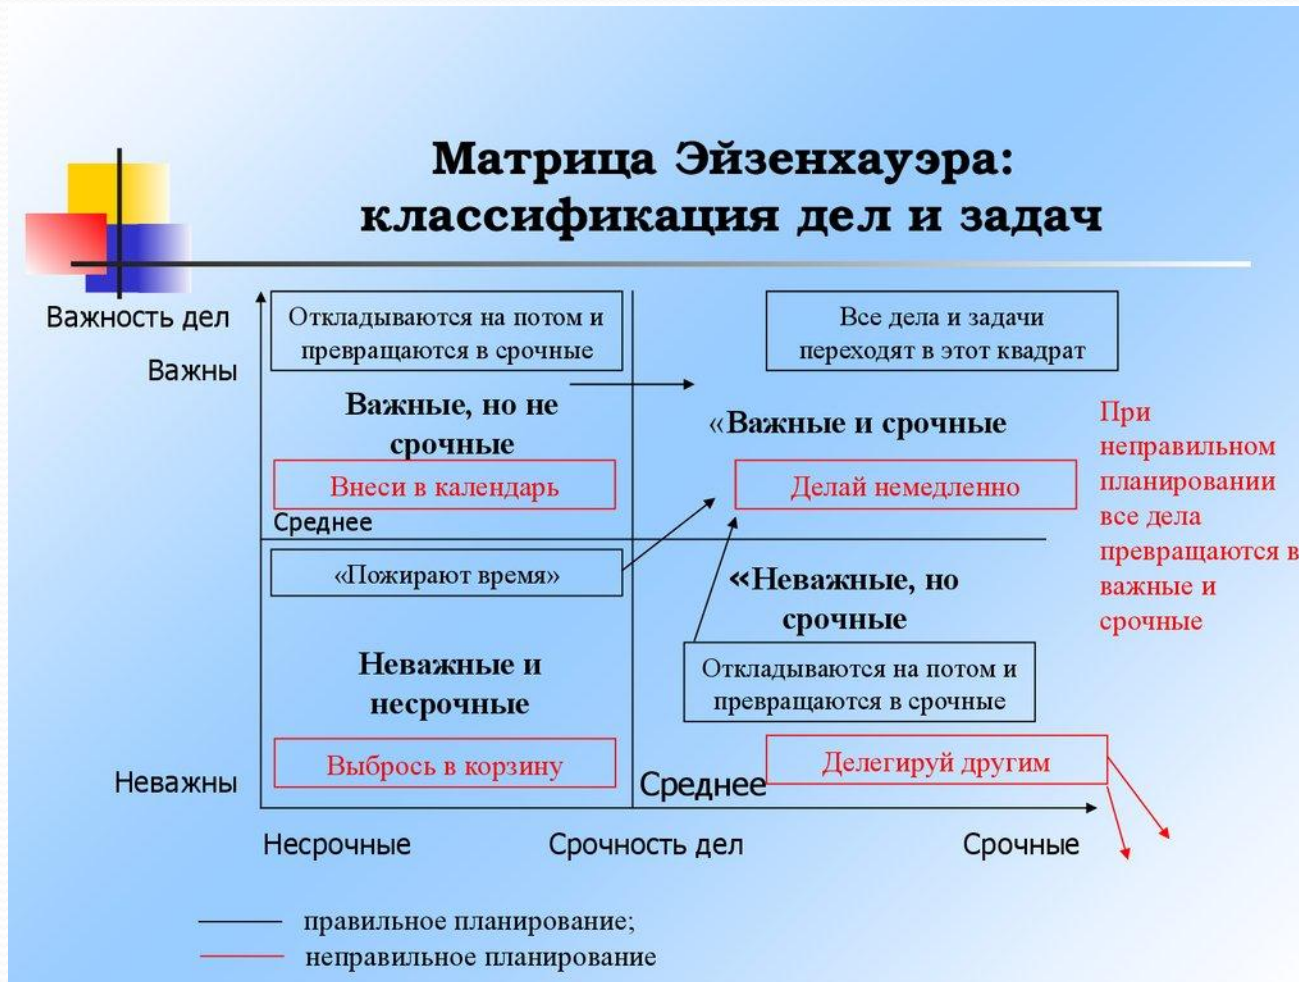 Матрица Эйзенхауэра:
классификация дел и задач
Важность дел
Важны
Откладываются на потом и
превращаются в срочные
Важные, но не
срочные
Внеси в календарь
Среднее
Все дела и задачи
переходят в этот квадрат
«Важные и срочные
Делай немедленно
При
неправильном
планировании
все дела
превращаются в
важные и
срочные
«Пожирают время»
Неважные и
несрочные
Выбрось в корзину
«Неважные, но
срочные
Откладываются на потом и
превращаются в срочные
Делегируй другим
Неважны
Среднее
Несрочные
Срочность дел
Срочные
правильное планирование;
неправильное планирование